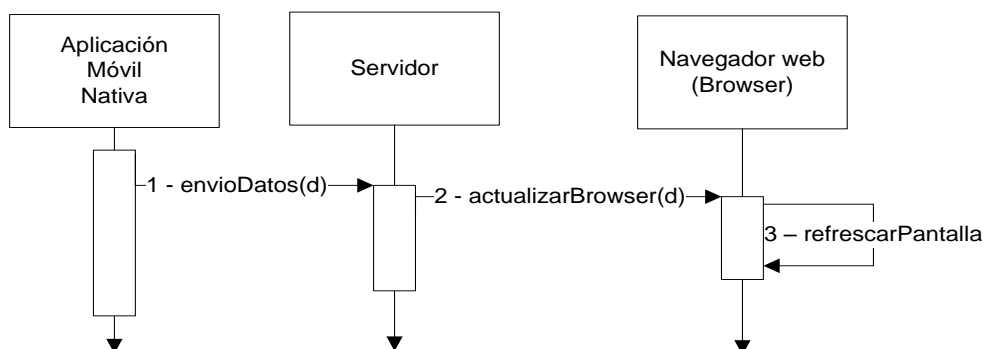 Aplicación
Móvil
Nativa
Servidor
Navegador web
(Browser)
1 - envioDatos(d)
2 - actualizarBrowser(d)
3 – refrescarPantalla